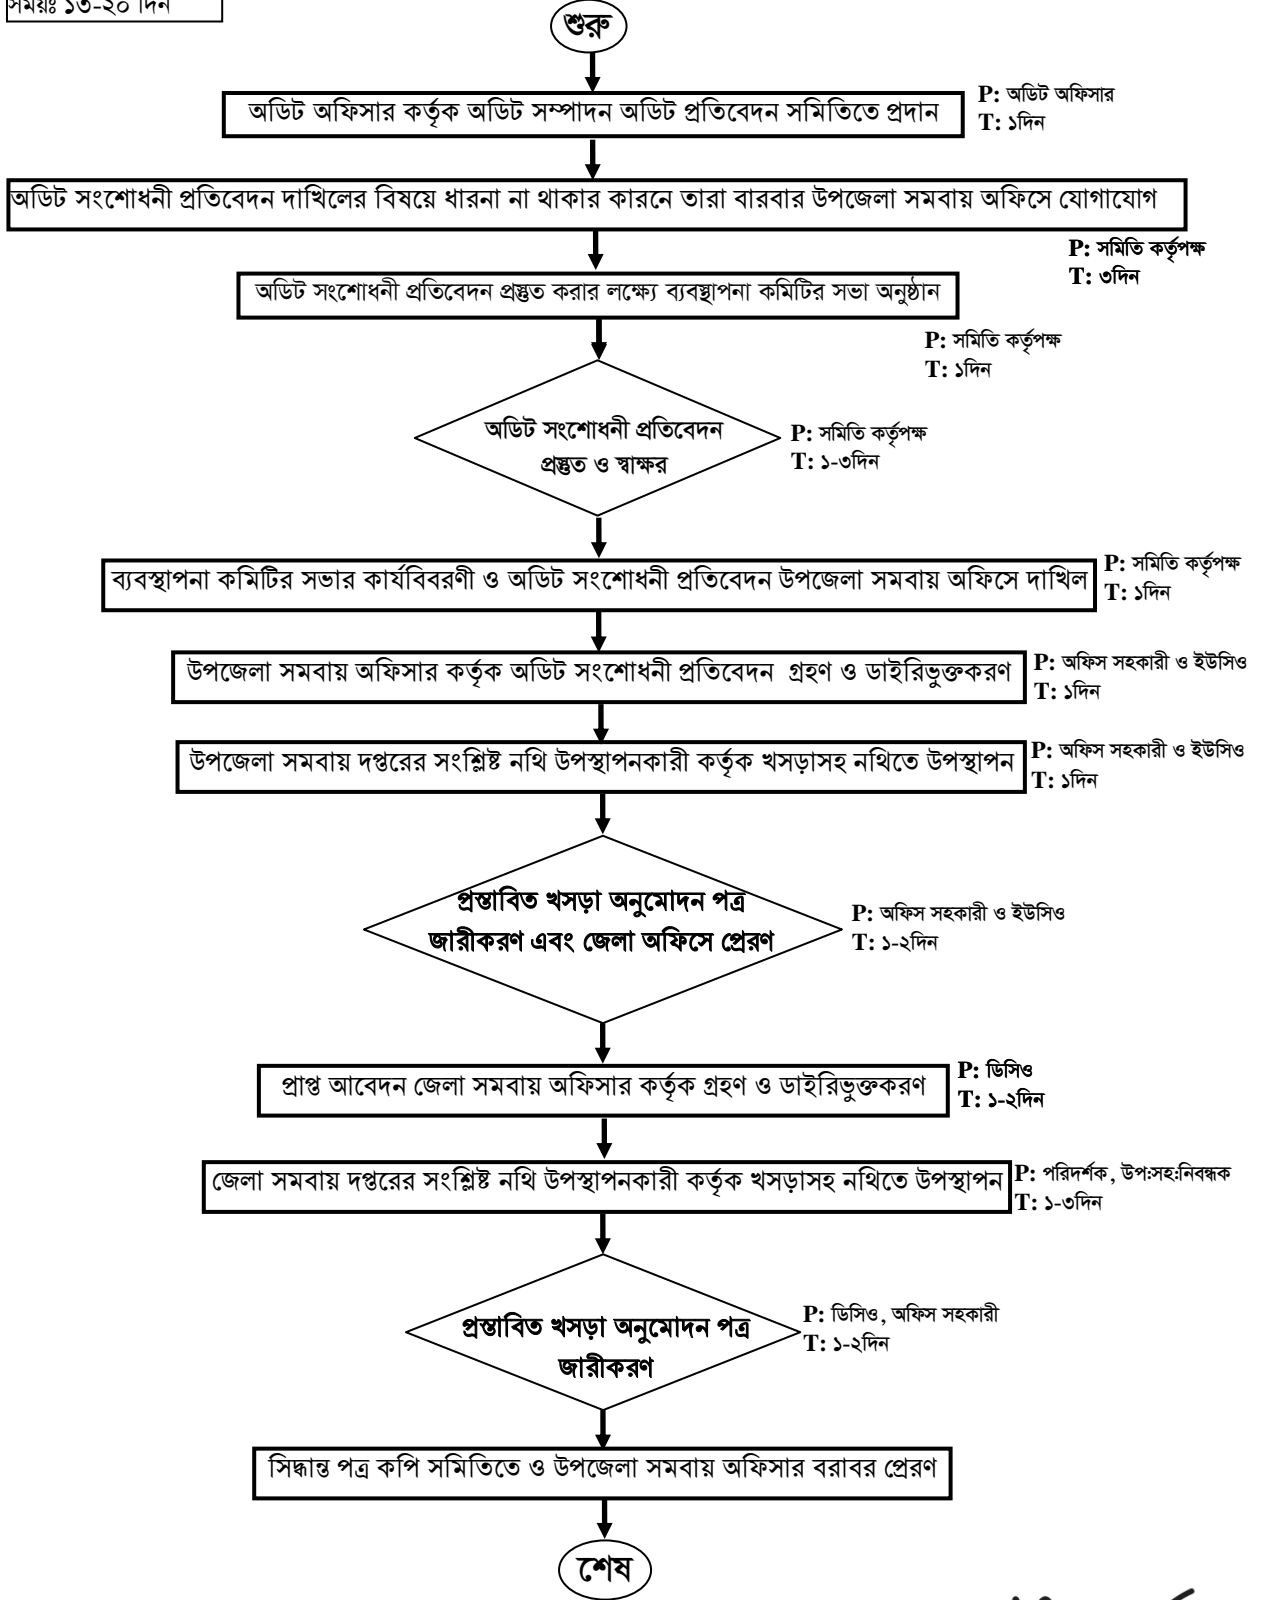 সময়ঃ ১৩-২০ দিন
শুরু
অডিট অফিসার কর্তৃক অডিট সম্পাদন অডিট প্রতিবেদন সমিতিতে প্রদান
P: অডিট অফিসার
T: ১দিন
অডিট সংশোধনী প্রতিবেদন দাখিলের বিষয়ে ধারনা না থাকার কারনে তারা বারবার উপজেলা সমবায় অফিসে যোগাযোগ
P: সমিতি কর্তৃপক্ষ
T: ৩দিন
অডিট সংশোধনী প্রতিবেদন প্রস্তুত করার লক্ষ্যে ব্যবস্থাপনা কমিটির সভা অনুষ্ঠান
P: সমিতি কর্তৃপক্ষ
T: ১দিন
অডিট সংশোধনী প্রতিবেদন
প্রস্তুত ও স্বাক্ষর
P: সমিতি কর্তৃপক্ষ
T: ১-৩দিন
ব্যবস্থাপনা কমিটির সভার কার্যবিবরণী ও অডিট সংশোধনী প্রতিবেদন উপজেলা সমবায় অফিসে দাখিল
P: সমিতি কর্তৃপক্ষ
T: ১দিন
উপজেলা সমবায় অফিসার কর্তৃক অডিট সংশোধনী প্রতিবেদন গ্রহণ ও ডাইরিভুক্তকরণ
P: অফিস সহকারী ও ইউসিও
T: ১দিন
উপজেলা সমবায় দপ্তরের সংশ্লিষ্ট নথি উপস্থাপনকারী কর্তৃক খসড়াসহ নথিতে উপস্থাপন
P: অফিস সহকারী ও ইউসিও
T: ১দিন
প্রস্তাবিত খসড়া অনুমোদন পত্র
জারীকরণ এবং জেলা অফিসে প্রেরণ
P: অফিস সহকারী ও ইউসিও
T: ১-২দিন
প্রাপ্ত আবেদন জেলা সমবায় অফিসার কর্তৃক গ্রহণ ও ডাইরিভুক্তকরণ
P: ডিসিও
T: ১-২দিন
জেলা সমবায় দপ্তরের সংশ্লিষ্ট নথি উপস্থাপনকারী কর্তৃক খসড়াসহ নথিতে উপস্থাপন
P: পরিদর্শক, উপ:সহ:নিবন্ধক
T: ১-৩দিন
প্রস্তাবিত খসড়া অনুমোদন পত্র
জারীকরণ
P: ডিসিও, অফিস সহকারী
T: ১-২দিন
সিদ্ধান্ত পত্র কপি সমিতিতে ও উপজেলা সমবায় অফিসার বরাবর প্রেরণ
শেষ